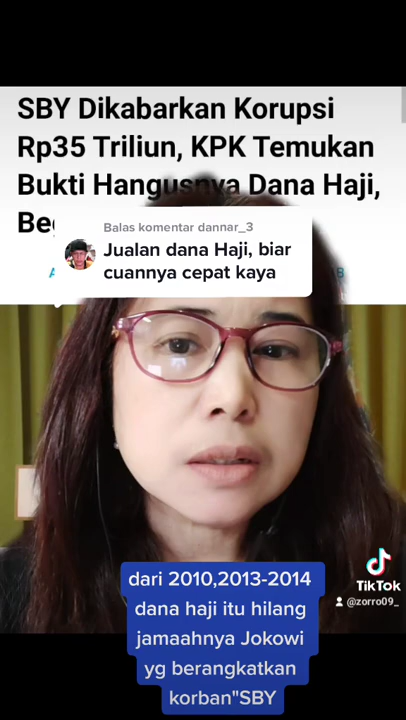 SBY Dikabarkan Korupsi
Rp35 Triliun, KPK Temukan
Bukti Hangusnya Dana Haji,
Balas komentar dannar_3
Jualan dana Haji, biar
cuannya cepat kaya
dari 2010,2013-2014
dana haji itu hilang
jamaahnya Jokowi
yg berangkatkan
korban"SBY
TikTok
@zorro09_